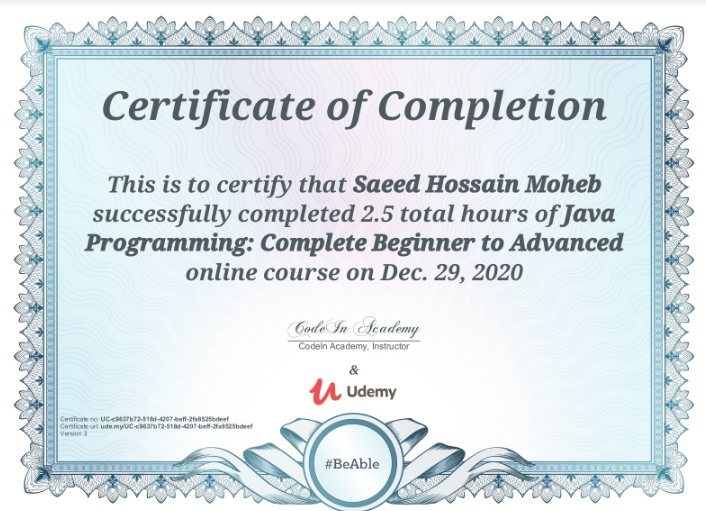 Certificate of Completion
This is to certify that Saeed Hossain Moheb
successfully completed 2.5 total hours of Java
Programming: Complete Beginner to Advanced
online course on Dec. 29, 2020
CodeIn Academy
CodeIn Academy, Instructor
&
Udemy
Certificate no: UC-c9637b72-518d-4207-beff-2fa8525bdeef
Certificate url: ude.my/UC-c9637b72-518d-4207-beff-2fa8525bdeef
Version 3
#BeAble